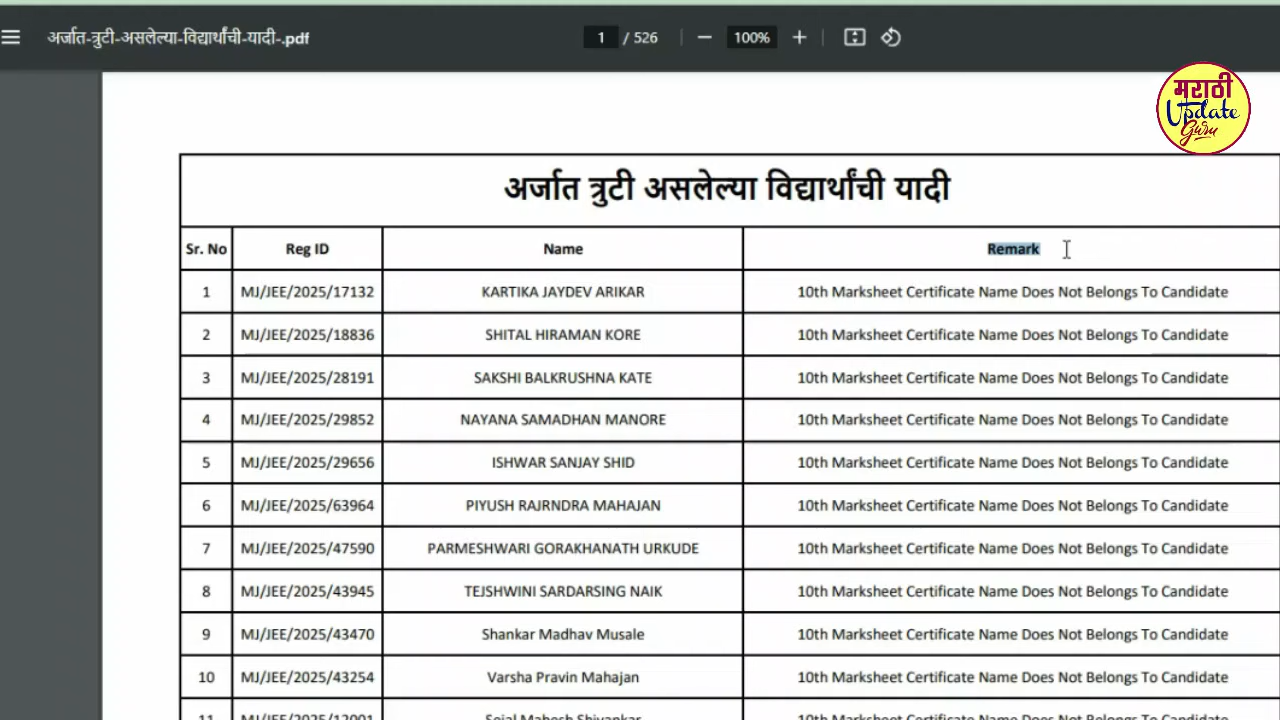 अर्जात-त्रुटी-असलेल्या-विद्यार्थांची-यादी-.pdf 1 / 526 100%
मराठी
Update
Guru
अर्जात त्रुटी असलेल्या विद्यार्थांची यादी
Sr. No Reg ID Name Remark
1 MJ/JEE/2025/17132 KARTIKA JAYDEV ARIKAR 10th Marksheet Certificate Name Does Not Belongs To Candidate
2 MJ/JEE/2025/18836 SHITAL HIRAMAN KORE 10th Marksheet Certificate Name Does Not Belongs To Candidate
3 MJ/JEE/2025/28191 SAKSHI BALKRUSHNA KATE 10th Marksheet Certificate Name Does Not Belongs To Candidate
4 MJ/JEE/2025/29852 NAYANA SAMADHAN MANORE 10th Marksheet Certificate Name Does Not Belongs To Candidate
5 MJ/JEE/2025/29656 ISHWAR SANJAY SHID 10th Marksheet Certificate Name Does Not Belongs To Candidate
6 MJ/JEE/2025/63964 PIYUSH RAJRNDRA MAHAJAN 10th Marksheet Certificate Name Does Not Belongs To Candidate
7 MJ/JEE/2025/47590 PARMESHWARI GORAKHANATH URKUDE 10th Marksheet Certificate Name Does Not Belongs To Candidate
8 MJ/JEE/2025/43945 TEJSHWINI SARDARSING NAIK 10th Marksheet Certificate Name Does Not Belongs To Candidate
9 MJ/JEE/2025/43470 Shankar Madhav Musale 10th Marksheet Certificate Name Does Not Belongs To Candidate
10 MJ/JEE/2025/43254 Varsha Pravin Mahajan 10th Marksheet Certificate Name Does Not Belongs To Candidate